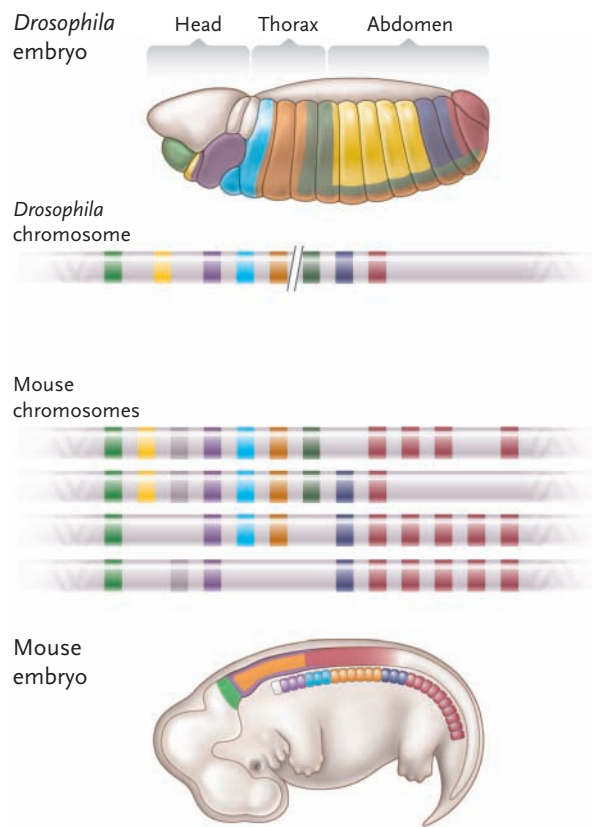 Drosophila
embryo
Head
Thorax
Abdomen
Drosophila
chromosome
Mouse
chromosomes
Mouse
embryo